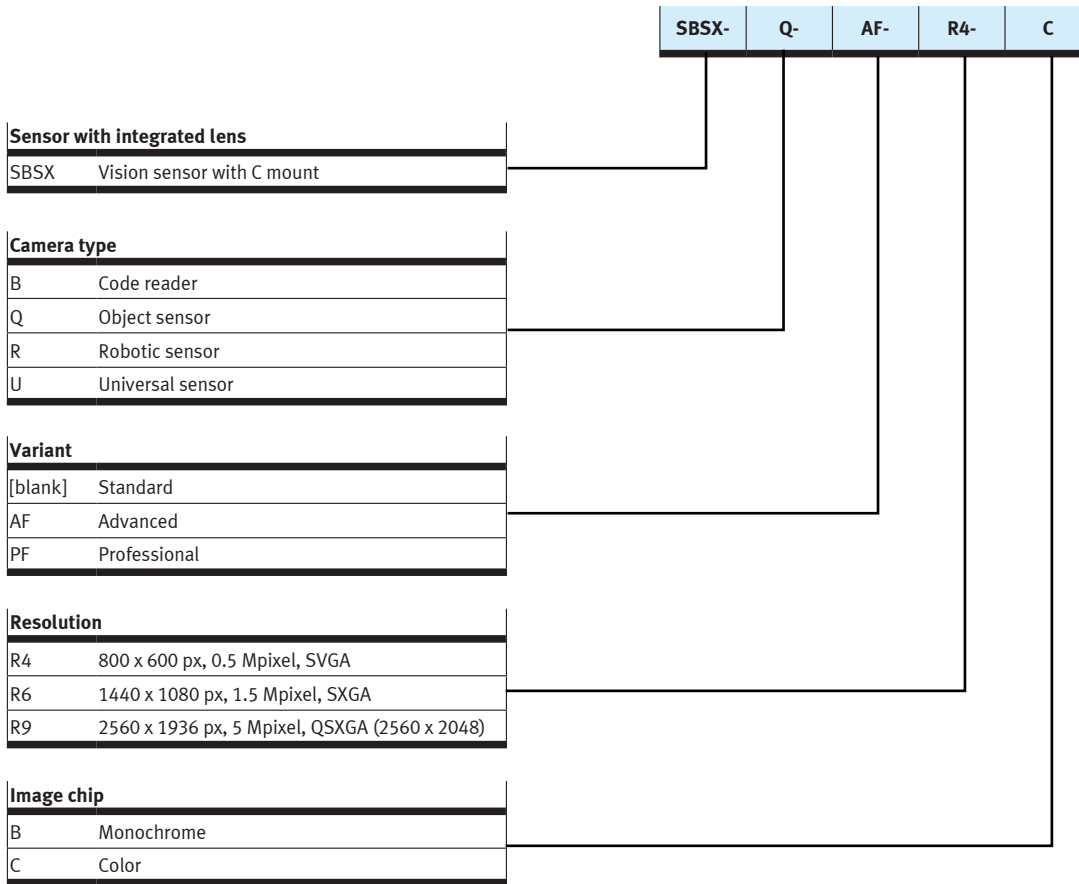 SBSX- Q- AF- R4- C
Sensor with integrated lens
SBSX Vision sensor with C mount
Camera type
B Code reader
Q Object sensor
R Robotic sensor
U Universal sensor
Variant
[blank] Standard
AF Advanced
PF Professional
Resolution
R4 800 x 600 px, 0.5 Mpixel, SVGA
R6 1440 x 1080 px, 1.5 Mpixel, SXGA
R9 2560 x 1936 px, 5 Mpixel, QSXGA (2560 x 2048)
Image chip
B Monochrome
C Color